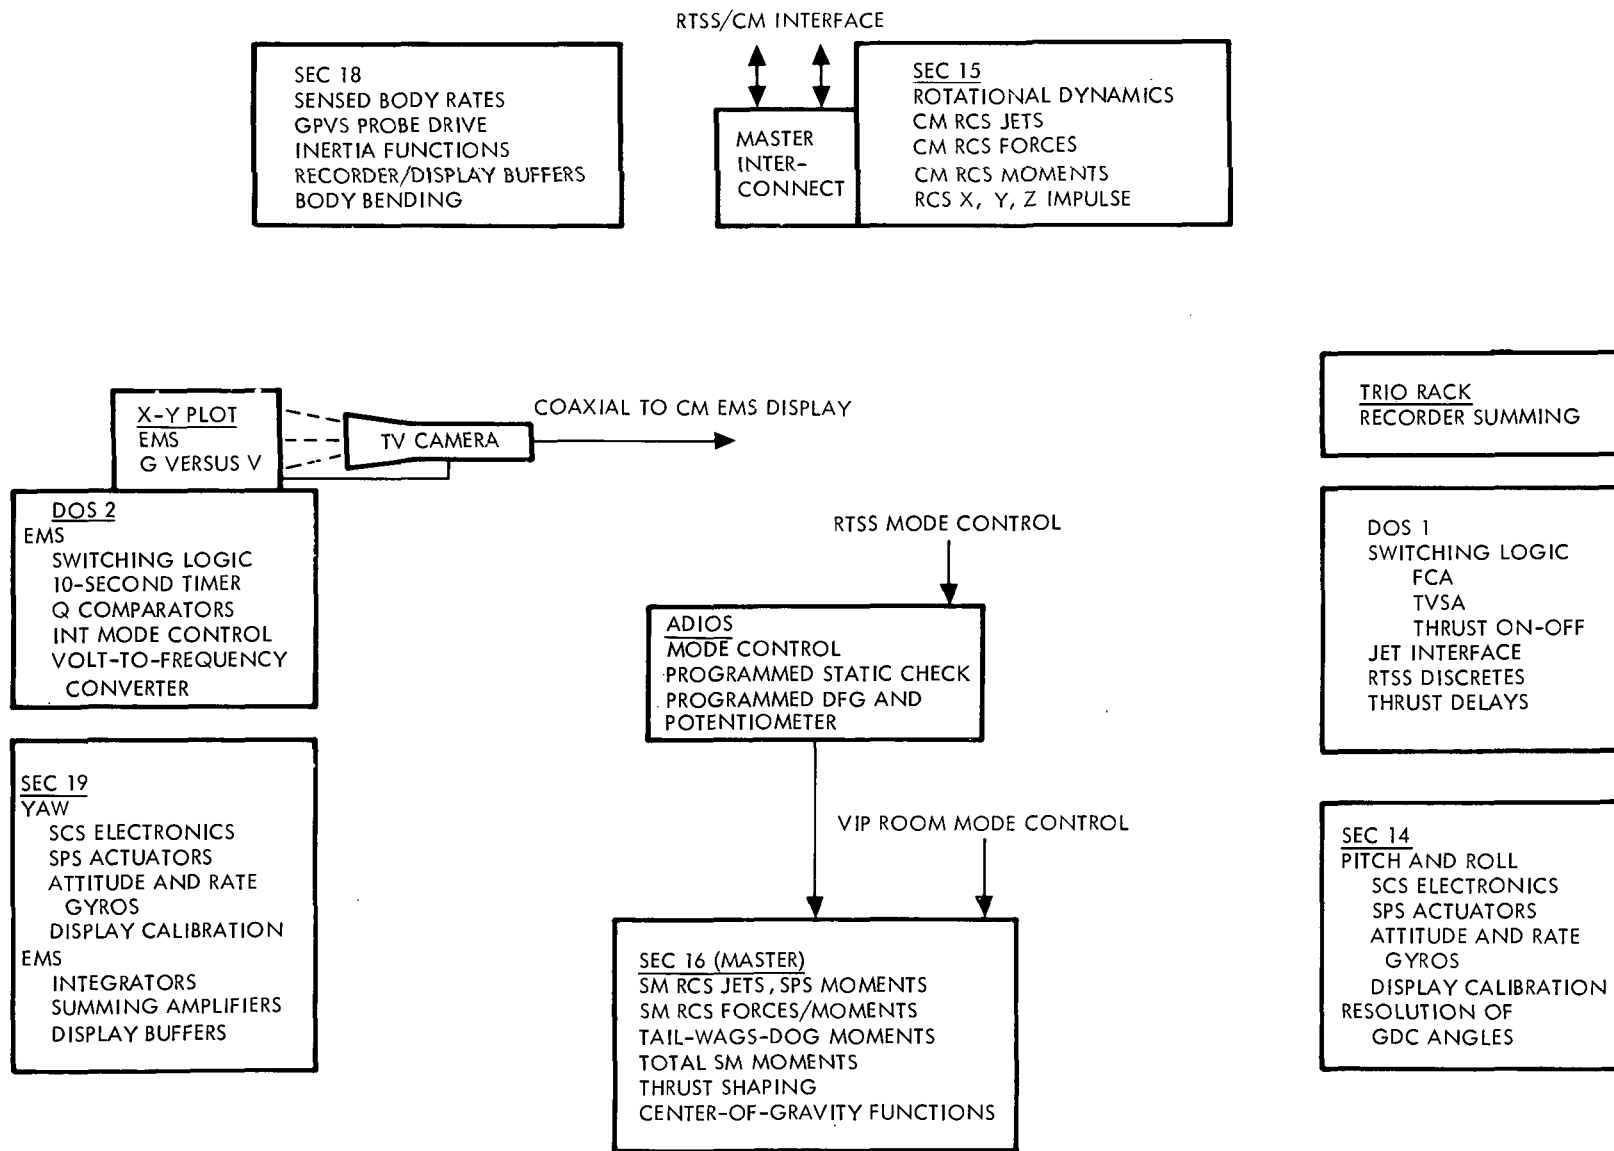 RTSS/CM INTERFACE
SEC 18
SENSED BODY RATES
GPVS PROBE DRIVE
INERTIA FUNCTIONS
RECORDER/DISPLAY BUFFERS
BODY BENDING
MASTER
INTER-
CONNECT
SEC 15
ROTATIONAL DYNAMICS
CM RCS JETS
CM RCS FORCES
CM RCS MOMENTS
RCS X, Y, Z IMPULSE
X-Y PLOT
EMS
G VERSUS V
TV CAMERA
COAXIAL TO CM EMS DISPLAY
TRIO RACK
RECORDER SUMMING
DOS 2
EMS
SWITCHING LOGIC
10-SECOND TIMER
Q COMPARATORS
INT MODE CONTROL
VOLT-TO-FREQUENCY
CONVERTER
RTSS MODE CONTROL
ADIOS
MODE CONTROL
PROGRAMMED STATIC CHECK
PROGRAMMED DFG AND
POTENTIOMETER
DOS 1
SWITCHING LOGIC
FCA
TVSA
THRUST ON-OFF
JET INTERFACE
RTSS DISCRETES
THRUST DELAYS
SEC 19
YAW
SCS ELECTRONICS
SPS ACTUATORS
ATTITUDE AND RATE
GYROS
DISPLAY CALIBRATION
EMS
INTEGRATORS
SUMMING AMPLIFIERS
DISPLAY BUFFERS
VIP ROOM MODE CONTROL
SEC 16 (MASTER)
SM RCS JETS, SPS MOMENTS
SM RCS FORCES/MOMENTS
TAIL-WAGS-DOG MOMENTS
TOTAL SM MOMENTS
THRUST SHAPING
CENTER-OF-GRAVITY FUNCTIONS
SEC 14
PITCH AND ROLL
SCS ELECTRONICS
SPS ACTUATORS
ATTITUDE AND RATE
GYROS
DISPLAY CALIBRATION
RESOLUTION OF
GDC ANGLES